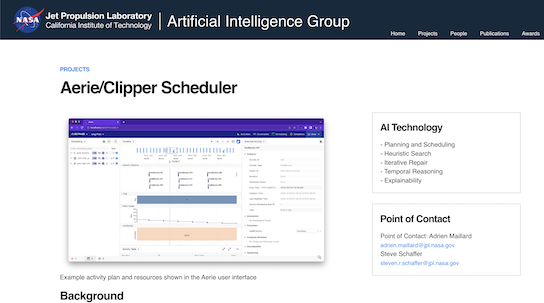 NASA
Jet Propulsion Laboratory
California Institute of Technology
Artificial Intelligence Group
Home Projects People Publications Awards
PROJECTS
Aerie/Clipper Scheduler
Example activity plan and resources shown in the Aerie user interface
Background
AI Technology
- Planning and Scheduling
- Heuristic Search
- Iterative Repair
- Temporal Reasoning
- Explainability
Point of Contact
Point of Contact: Adrien Maillard
adrien.maillard@jpl.nasa.gov
Steve Schaffer
steven.r.schaffer@jpl.nasa.gov